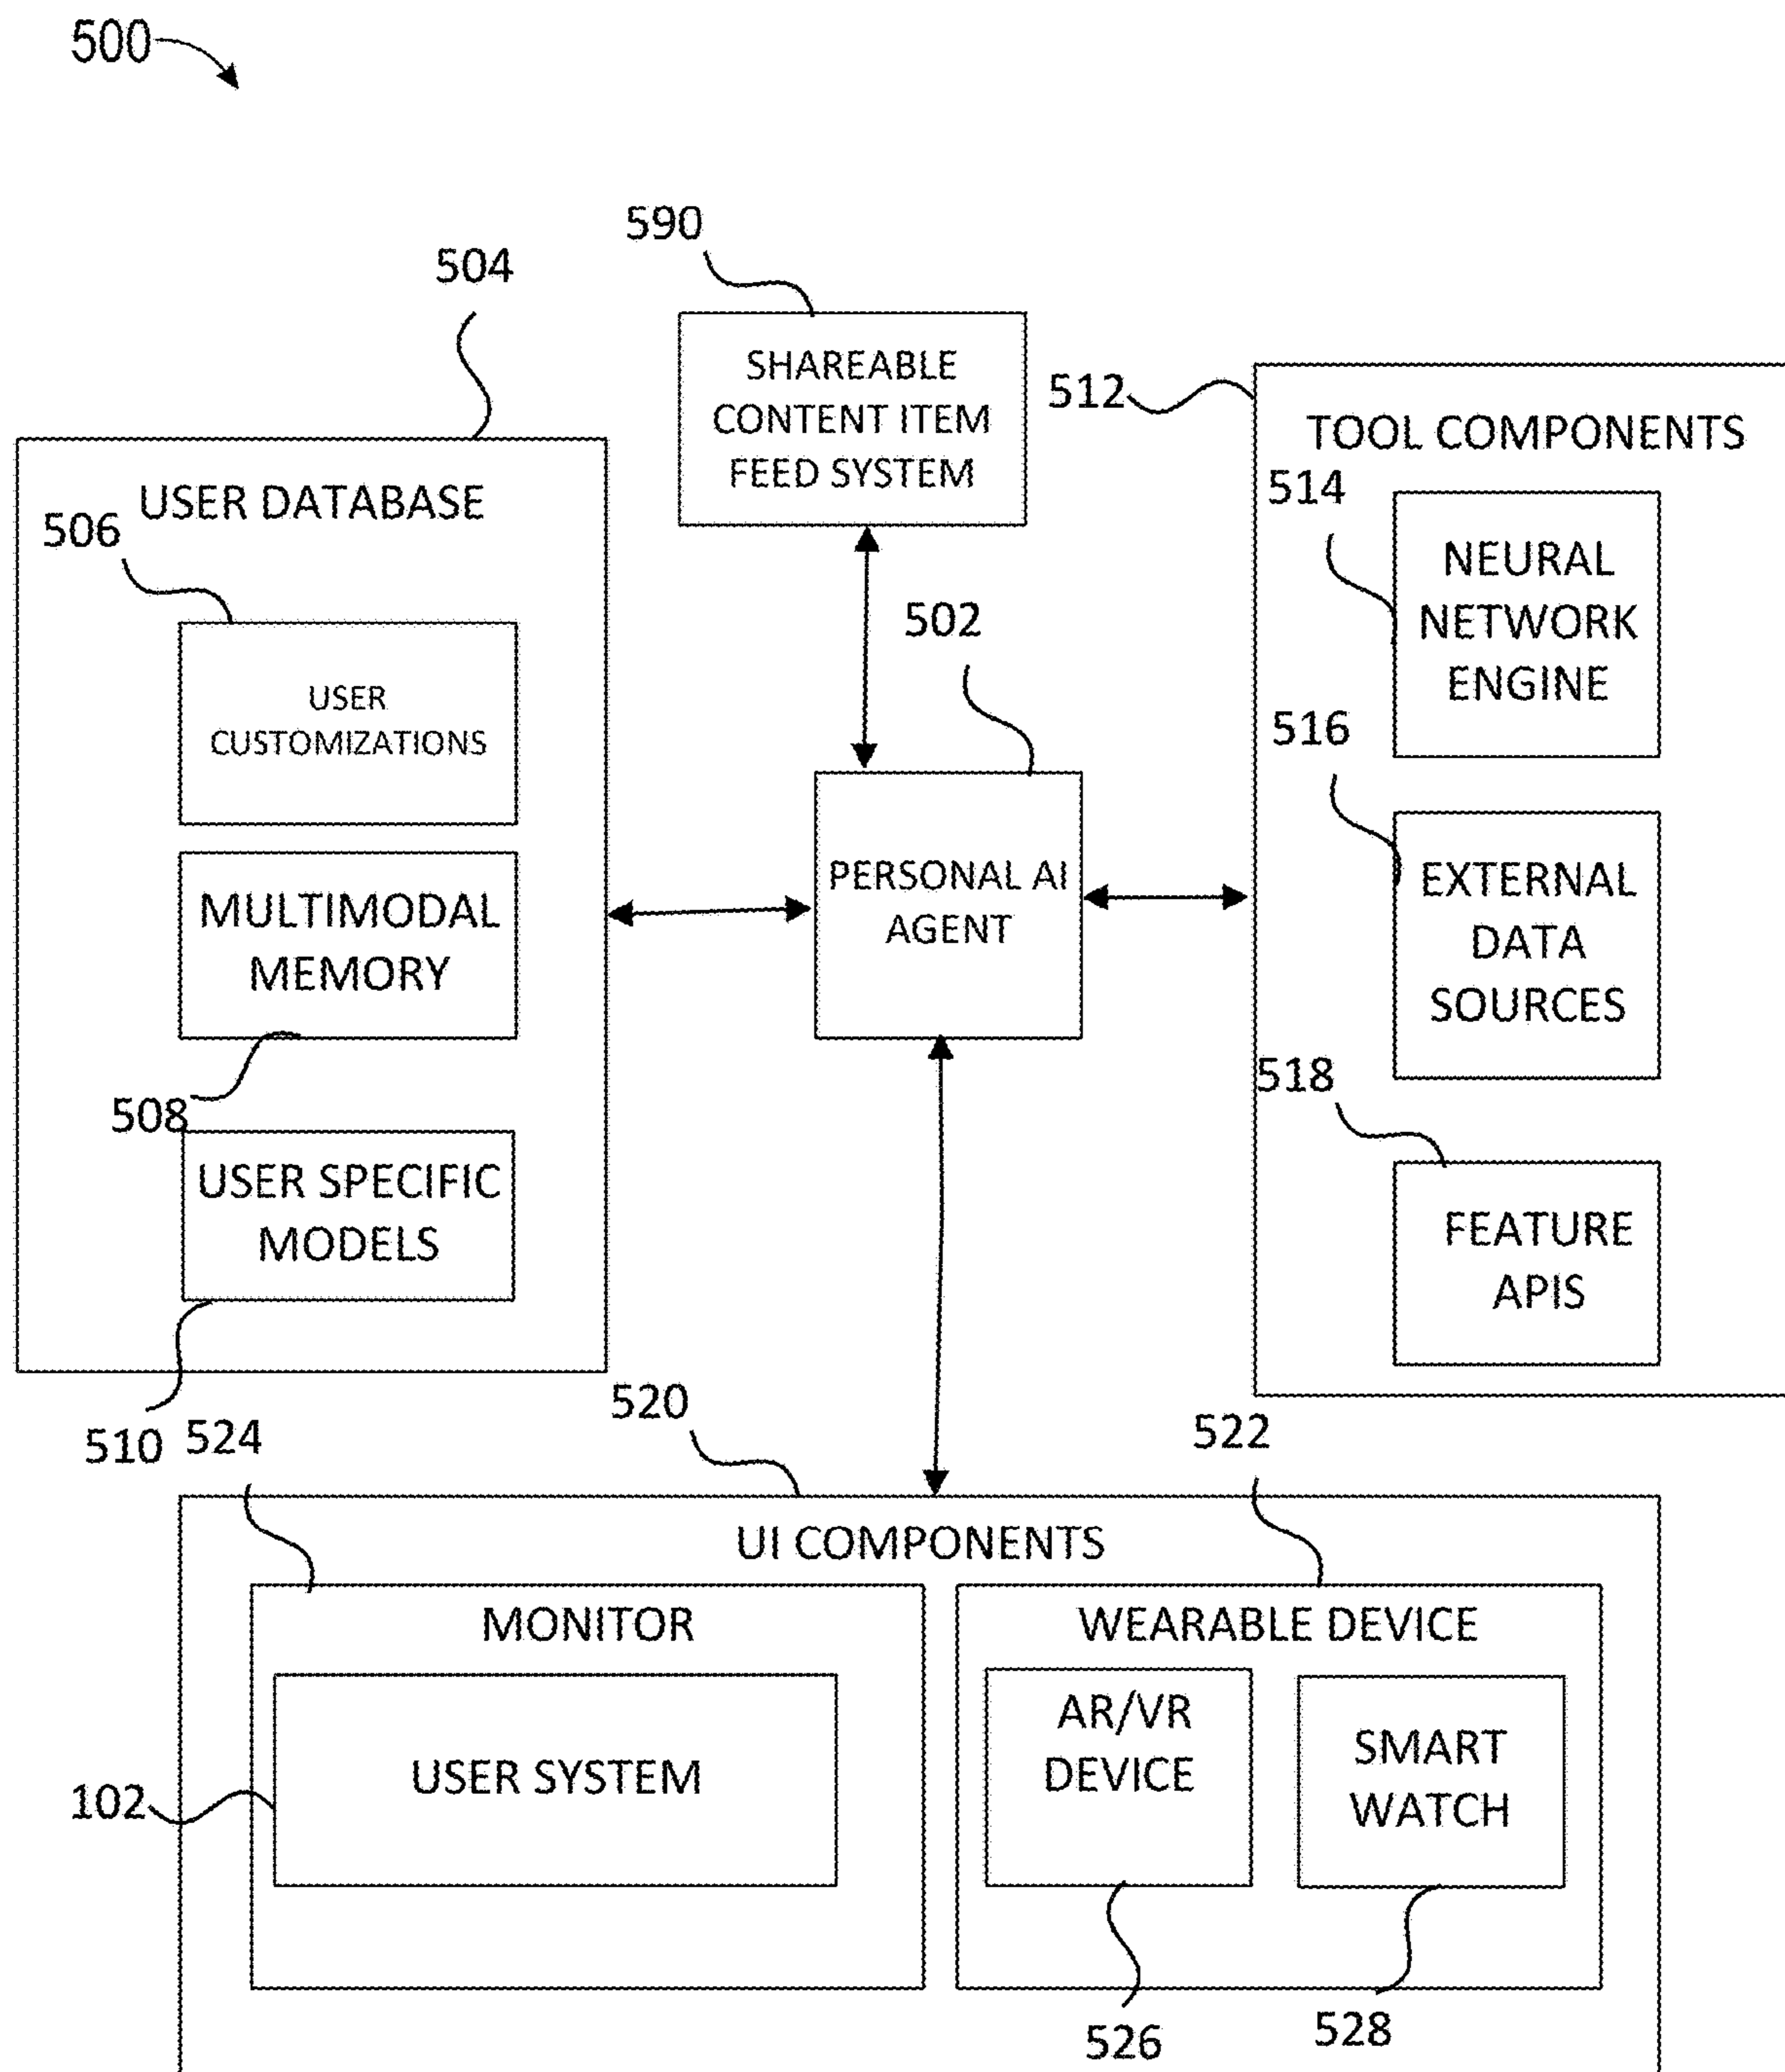 500
590
504
SHAREABLE
CONTENT ITEM
FEED SYSTEM
512
TOOL COMPONENTS
514
NEURAL
NETWORK
ENGINE
516
EXTERNAL
DATA
SOURCES
518
FEATURE
APIS
USER DATABASE
506
USER
CUSTOMIZATIONS
MULTIMODAL
MEMORY
508
USER SPECIFIC
MODELS
510
502
PERSONAL AI
AGENT
520
524
522
UI COMPONENTS
MONITOR
USER SYSTEM
102
WEARABLE DEVICE
AR/VR
DEVICE
SMART
WATCH
526
528